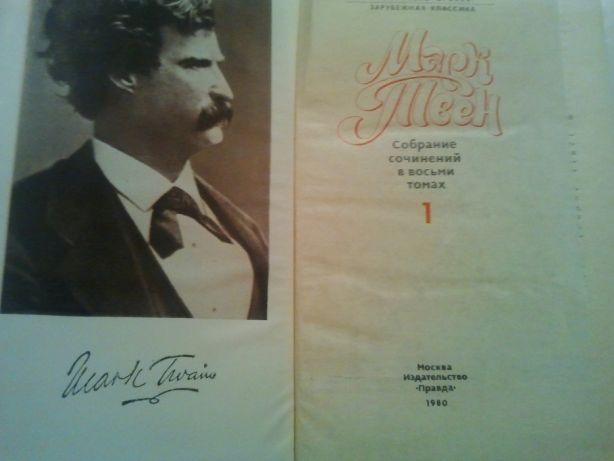 Mark Twain
ЗАРУБЕЖНАЯ КЛАССИКА
Марк
Твен
Собрание
сочинений
в восьми
томах
1
Москва
Издательство
«Правда»
1980